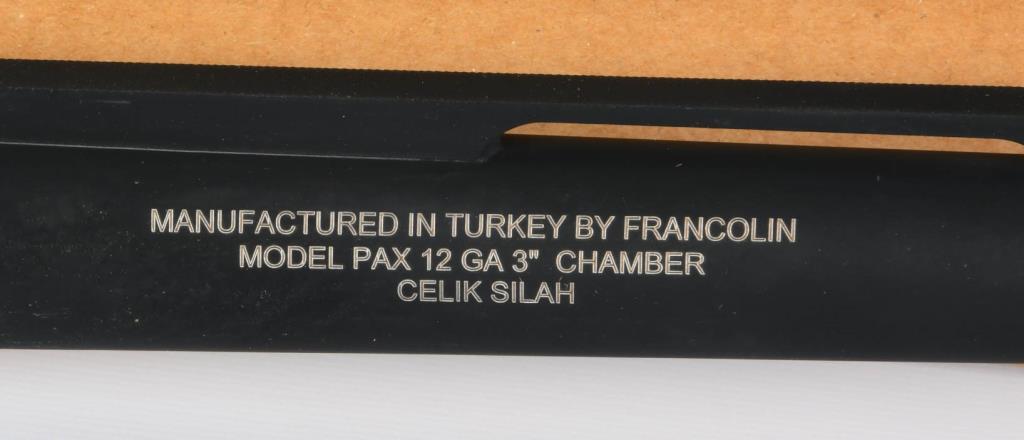 MANUFACTURED IN TURKEY BY FRANCOLIN
MODEL PAX 12 GA 3" CHAMBER
CELIK SILAH